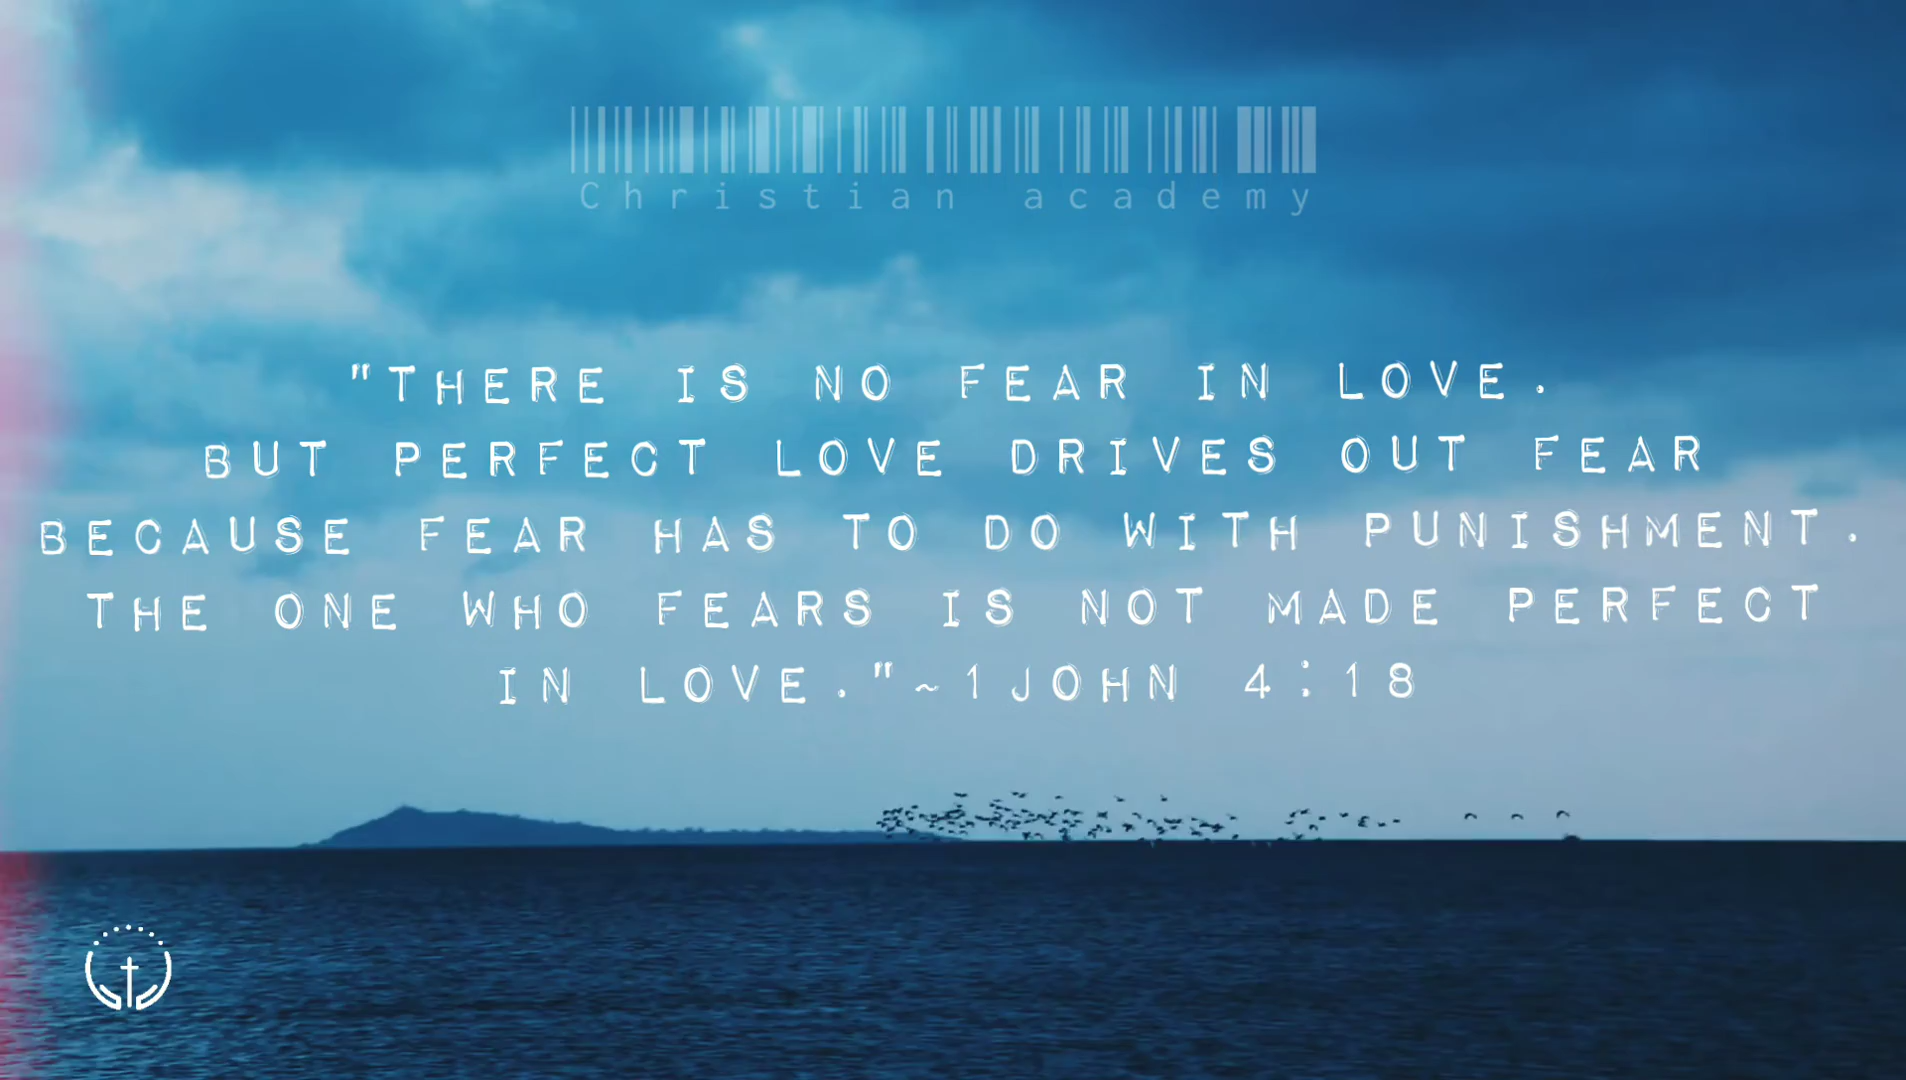 Christian academy
"THERE IS NO FEAR IN LOVE.
BUT PERFECT LOVE DRIVES OUT FEAR
BECAUSE FEAR HAS TO DO WITH PUNISHMENT.
THE ONE WHO FEARS IS NOT MADE PERFECT
IN LOVE."~1JOHN 4:18